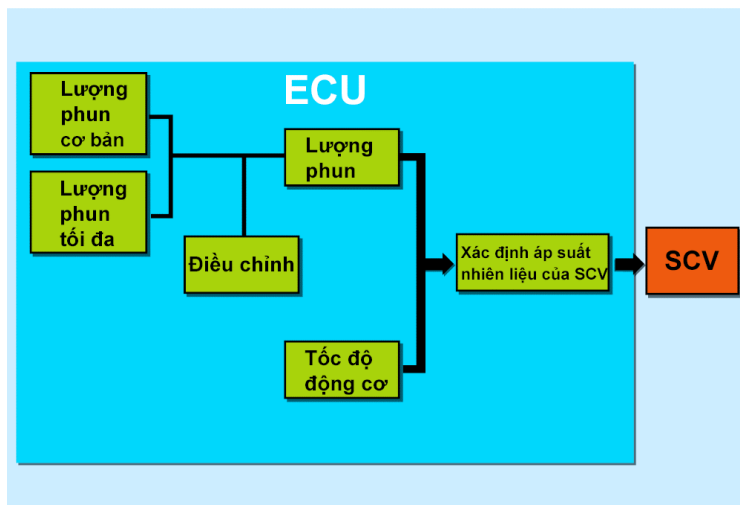 ECU
Lượng
phun
cơ bản
Lượng
phun
tối đa
Điều chỉnh
Lượng
phun
Tốc độ
động cơ
Xác định áp suất
nhiên liệu của SCV
SCV